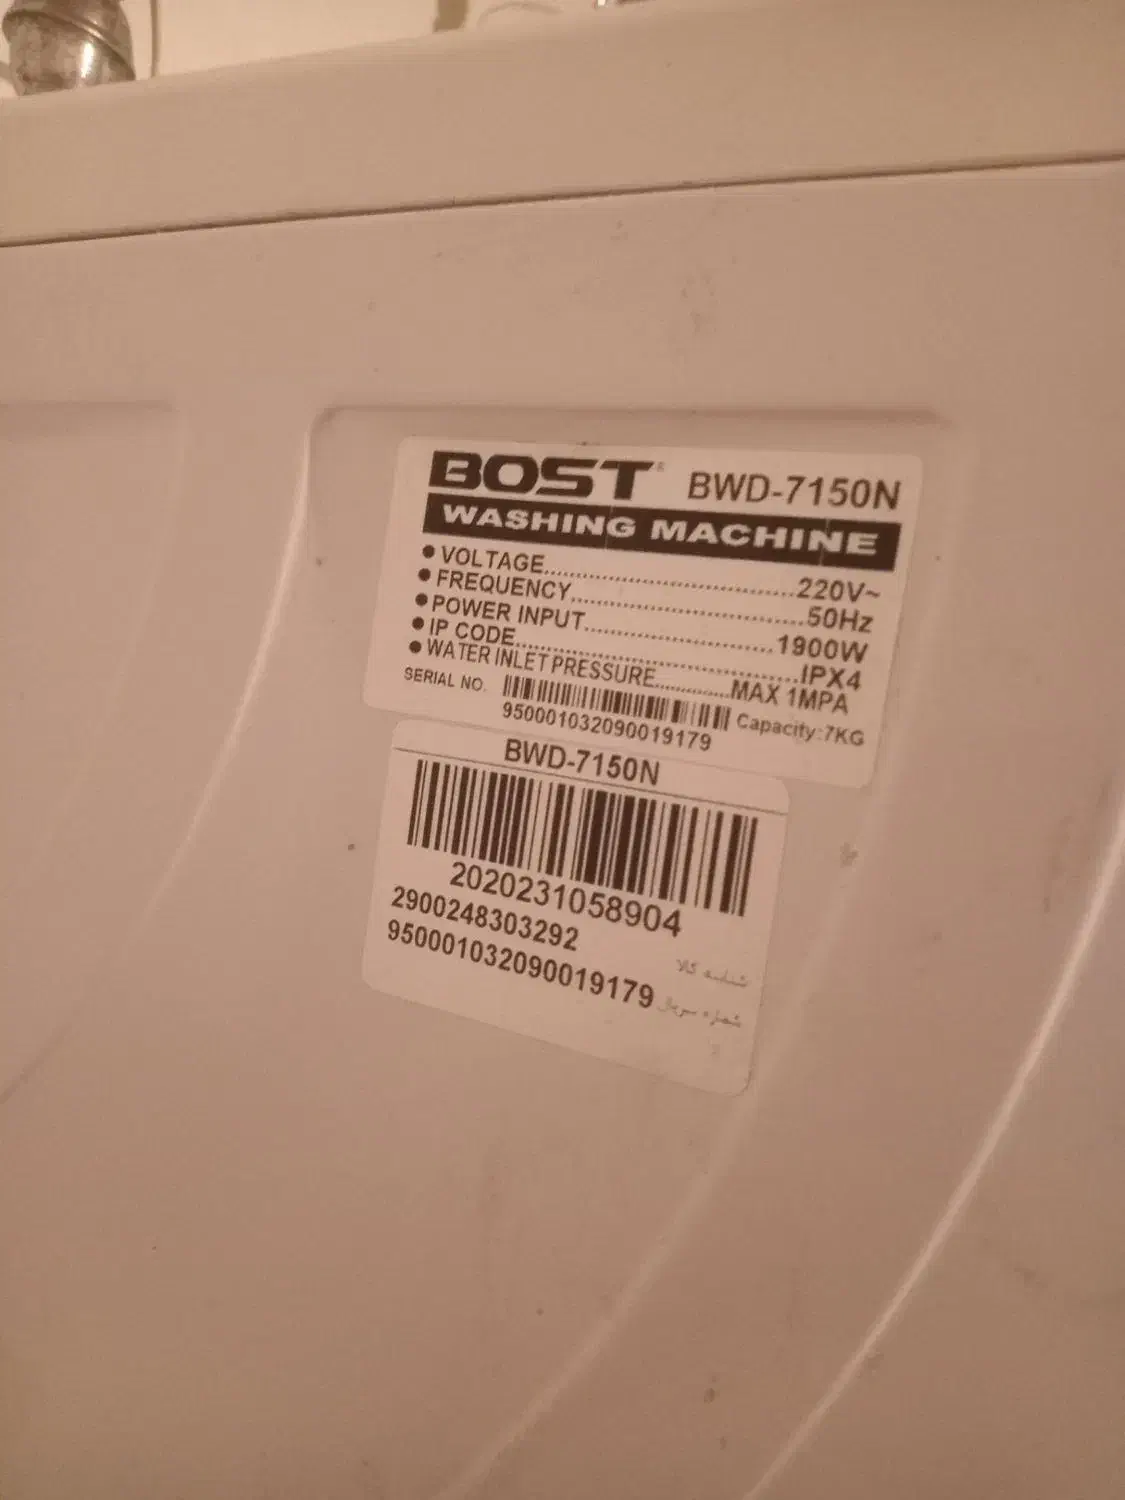 BOST® BWD-7150N
WASHING MACHINE
● VOLTAGE..............................220V~
● FREQUENCY..............................50Hz
● POWER INPUT..............................1900W
● IP CODE..............................IPX4
● WATER INLET PRESSURE...........MAX 1MPA
SERIAL NO.
950001032090019179 Capacity:7KG
BWD-7150N
2020231058904
2900248303292 شناسه کالا
950001032090019179 شماره سریال